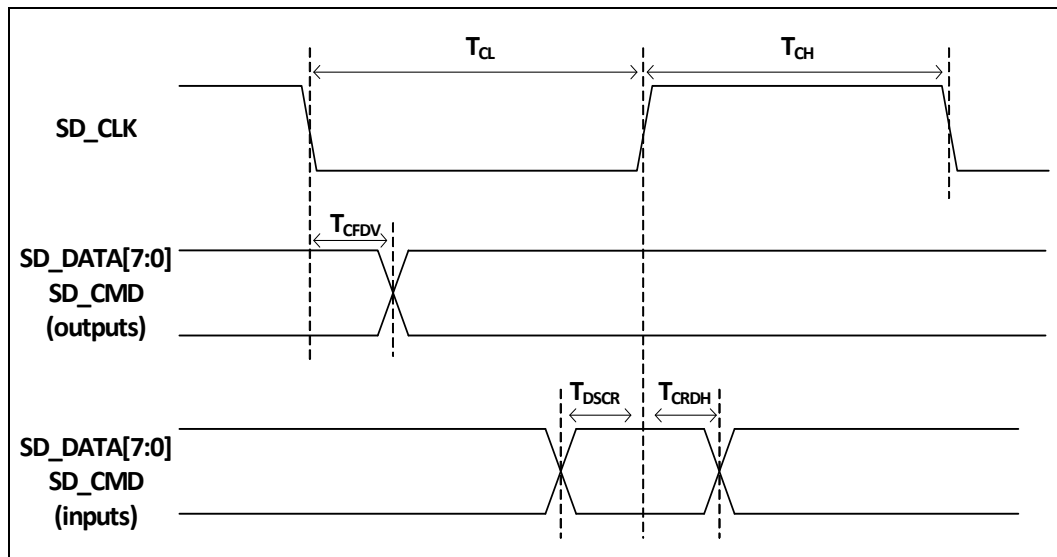 T_CL
T_CH
SD_CLK
T_CFDV
SD_DATA[7:0]
SD_CMD
(outputs)
T_DSCR
T_CRDH
SD_DATA[7:0]
SD_CMD
(inputs)